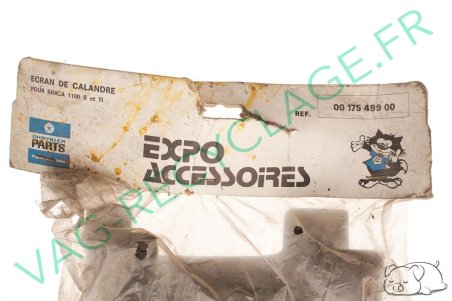 ECRAN DE CALANDRE
POUR SIMCA 1100 S et TI
CHRYSLER
PARTS
EXPO
ACCESSOIRES
REF. 00 175 499 00
VAG-RECYCLAGE.FR